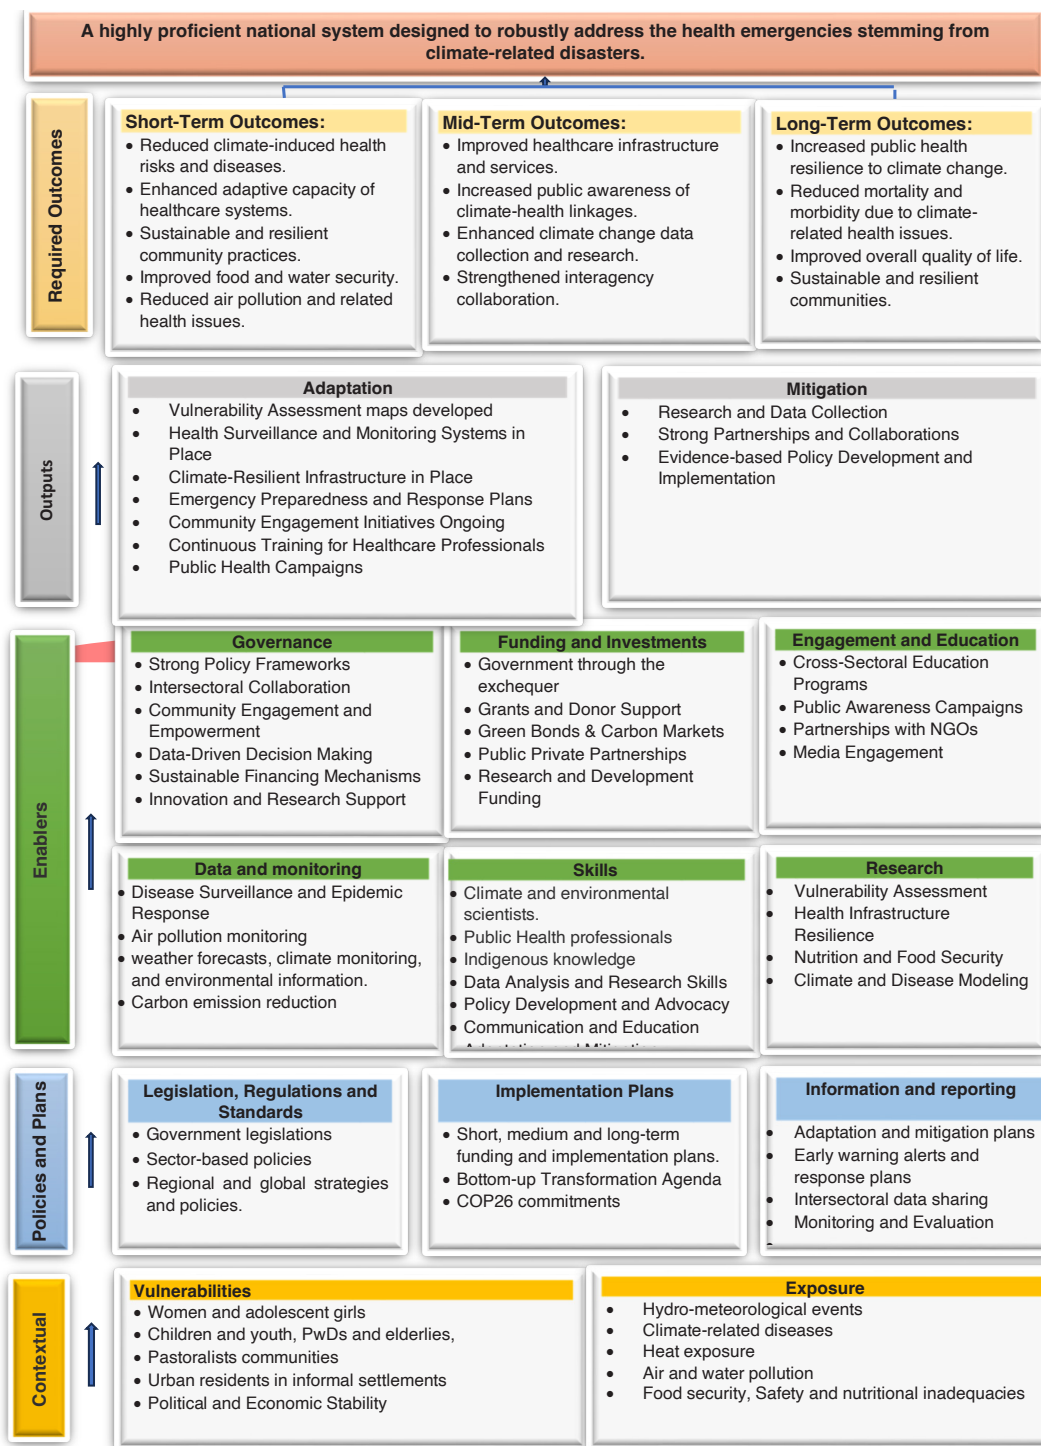 A highly proficient national system designed to robustly address the health emergencies stemming from
climate-related disasters.
Required Outcomes
Short-Term Outcomes:
• Reduced climate-induced health
risks and diseases.
• Enhanced adaptive capacity of
healthcare systems.
• Sustainable and resilient
community practices.
• Improved food and water security.
• Reduced air pollution and related
health issues.
Mid-Term Outcomes:
• Improved healthcare infrastructure
and services.
• Increased public awareness of
climate-health linkages.
• Enhanced climate change data
collection and research.
• Strengthened interagency
collaboration.
Long-Term Outcomes:
• Increased public health
resilience to climate change.
• Reduced mortality and
morbidity due to climate-
related health issues.
• Improved overall quality of life.
• Sustainable and resilient
communities.
Outputs
Adaptation
• Vulnerability Assessment maps developed
• Health Surveillance and Monitoring Systems in
Place
• Climate-Resilient Infrastructure in Place
• Emergency Preparedness and Response Plans
• Community Engagement Initiatives Ongoing
• Continuous Training for Healthcare Professionals
• Public Health Campaigns
Mitigation
• Research and Data Collection
• Strong Partnerships and Collaborations
• Evidence-based Policy Development and
Implementation
Enablers
Governance
• Strong Policy Frameworks
• Intersectoral Collaboration
• Community Engagement and
Empowerment
• Data-Driven Decision Making
• Sustainable Financing Mechanisms
• Innovation and Research Support
Funding and Investments
• Government through the
exchequer
• Grants and Donor Support
• Green Bonds & Carbon Markets
• Public Private Partnerships
• Research and Development
Funding
Engagement and Education
• Cross-Sectoral Education
Programs
• Public Awareness Campaigns
• Partnerships with NGOs
• Media Engagement
Data and monitoring
• Disease Surveillance and Epidemic
Response
• Air pollution monitoring
• weather forecasts, climate monitoring,
and environmental information.
• Carbon emission reduction
Skills
• Climate and environmental
scientists.
• Public Health professionals
• Indigenous knowledge
• Data Analysis and Research Skills
• Policy Development and Advocacy
• Communication and Education
• Adaptation and Mitigation
Research
• Vulnerability Assessment
• Health Infrastructure
Resilience
• Nutrition and Food Security
• Climate and Disease Modeling
Policies and Plans
Legislation, Regulations and
Standards
• Government legislations
• Sector-based policies
• Regional and global strategies
and policies.
Implementation Plans
• Short, medium and long-term
funding and implementation plans.
• Bottom-up Transformation Agenda
• COP26 commitments
Information and reporting
• Adaptation and mitigation plans
• Early warning alerts and
response plans
• Intersectoral data sharing
• Monitoring and Evaluation
•
Contextual
Vulnerabilities
• Women and adolescent girls
• Children and youth, PwDs and elderlies,
• Pastoralists communities
• Urban residents in informal settlements
• Political and Economic Stability
Exposure
• Hydro-meteorological events
• Climate-related diseases
• Heat exposure
• Air and water pollution
• Food security, Safety and nutritional inadequacies